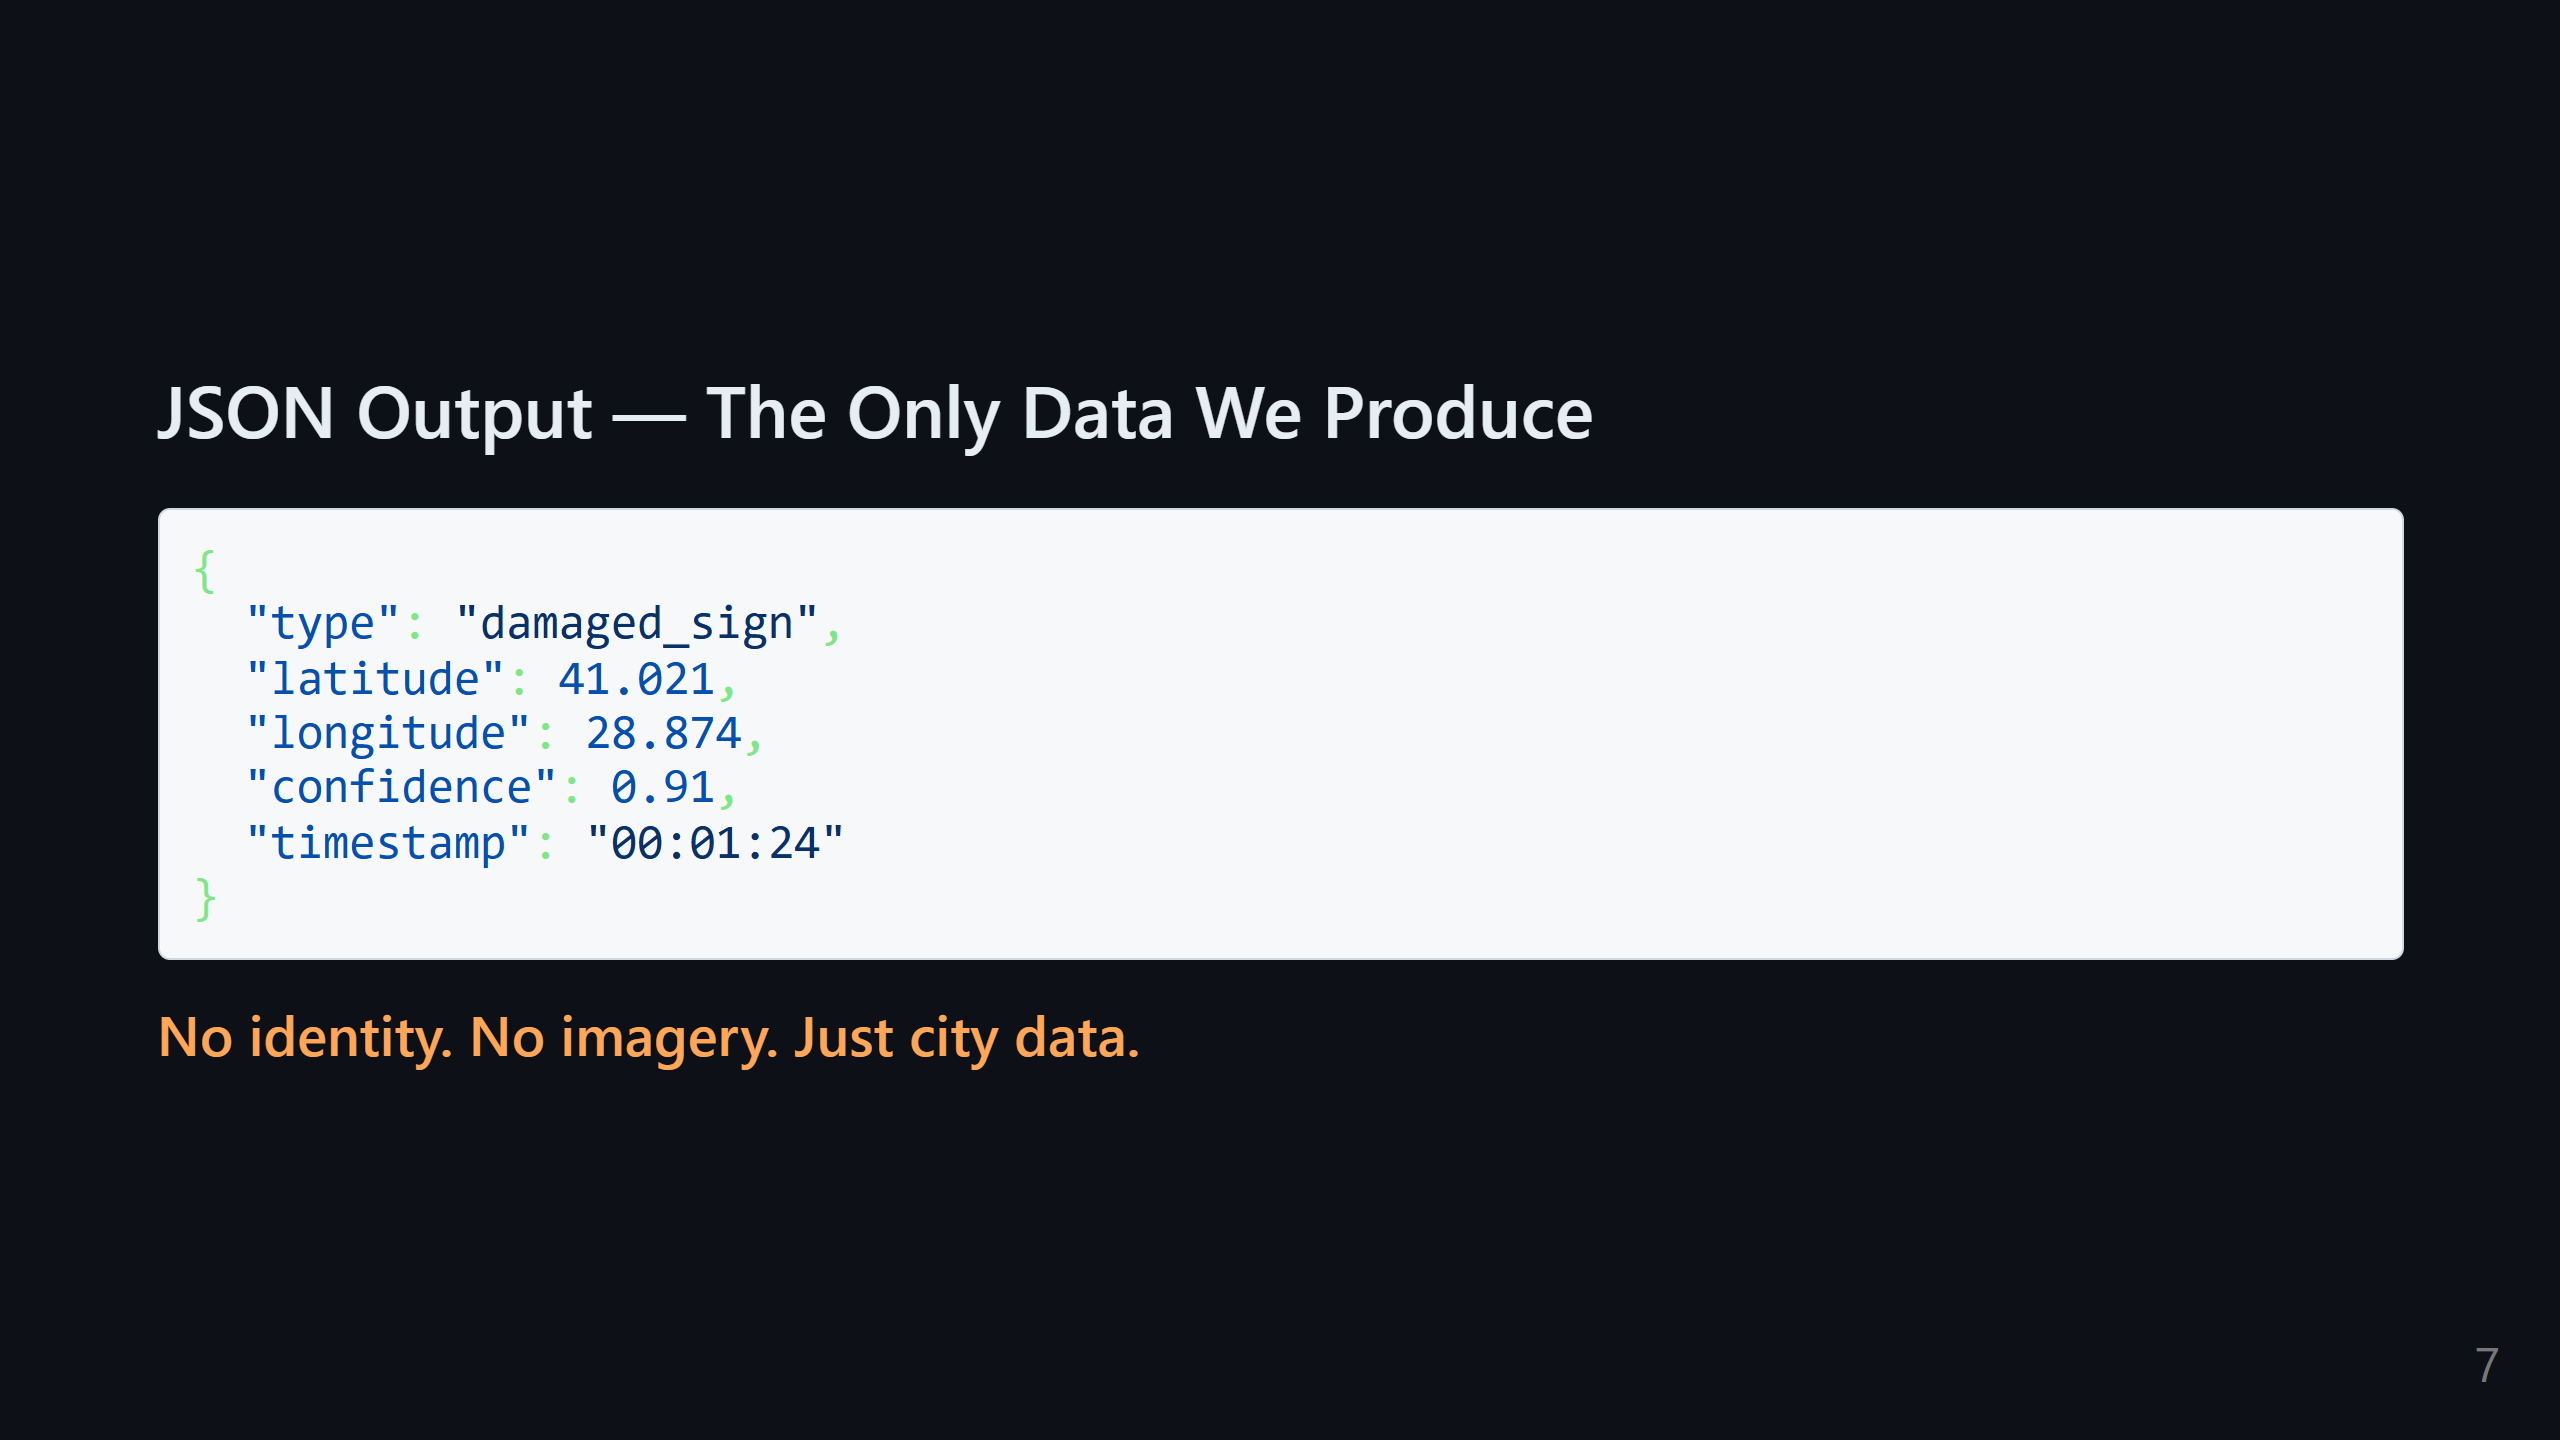 JSON Output — The Only Data We Produce
{
  "type": "damaged_sign",
  "latitude": 41.021,
  "longitude": 28.874,
  "confidence": 0.91,
  "timestamp": "00:01:24"
}
No identity. No imagery. Just city data.
7